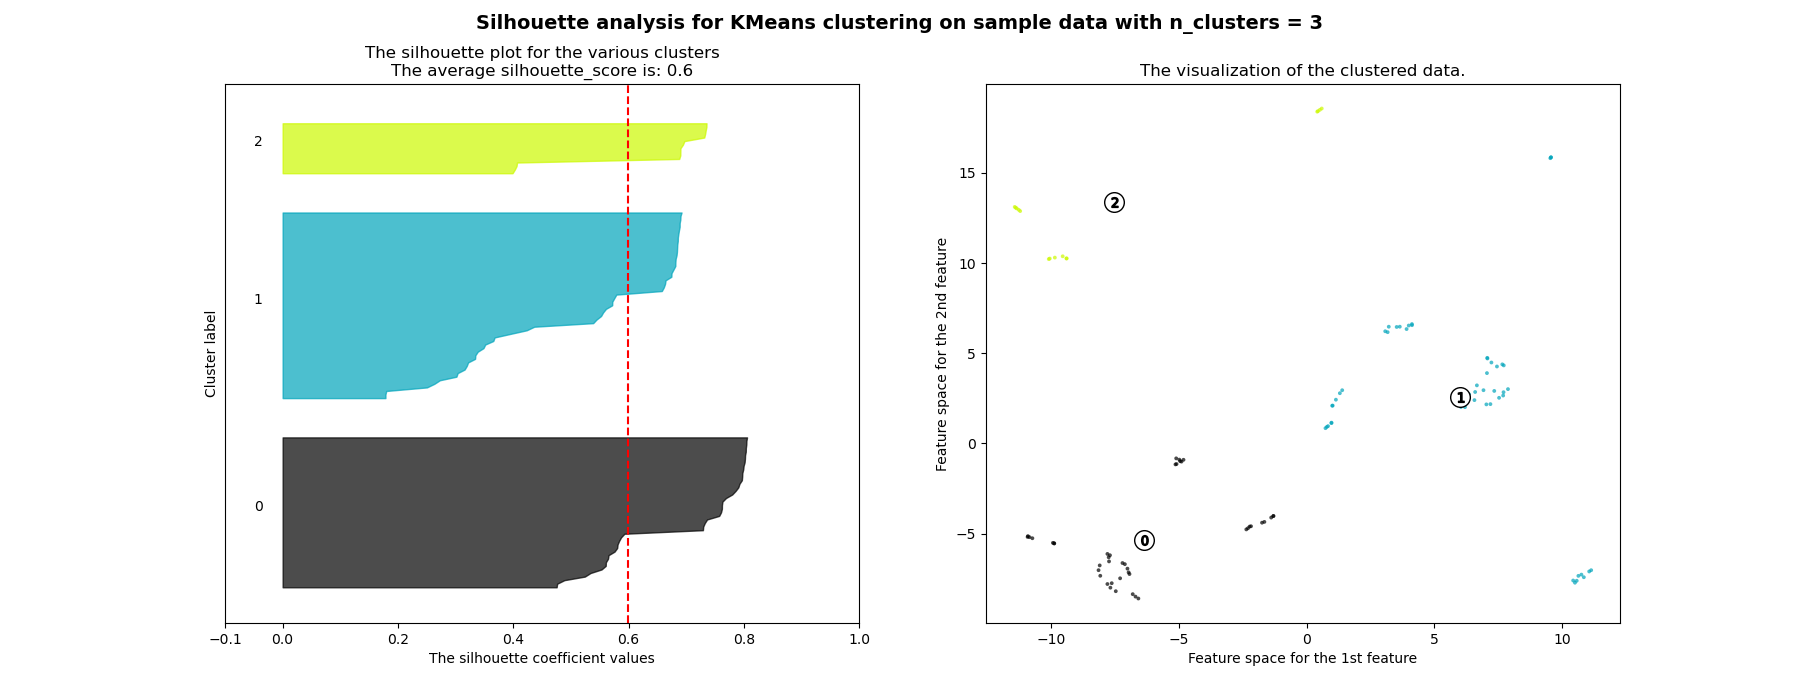 Silhouette analysis for KMeans clustering on sample data with n_clusters = 3
The silhouette plot for the various clusters
The average silhouette_score is: 0.6
2
1
0
Cluster label
−0.1 0.0 0.2 0.4 0.6 0.8 1.0
The silhouette coefficient values
The visualization of the clustered data.
15
10
5
0
−5
Feature space for the 2nd feature
2
1
0
−10 −5 0 5 10
Feature space for the 1st feature